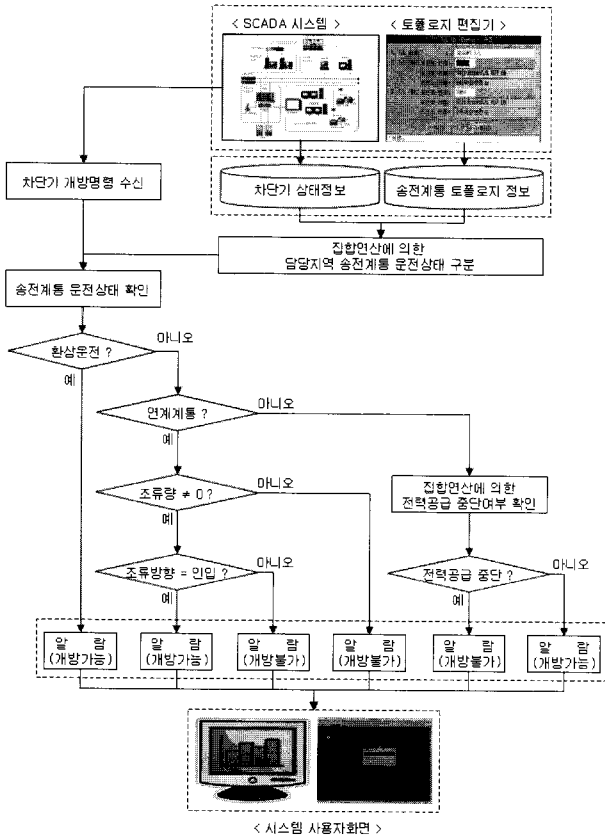 < SCADA 시스템 >
< 토폴로지 편집기 >
차단기 개방명령 수신
차단기 상태정보
송전계통 토폴로지 정보
집합연산에 의한
담당지역 송전계통 운전상태 구분
송전계통 운전상태 확인
환상운전 ?
아니오
예
연계계통 ?
아니오
예
조류량 ≠ 0 ?
아니오
예
집합연산에 의한
전력공급 중단여부 확인
조류방향 = 인입 ?
아니오
예
전력공급 중단 ?
아니오
예
알 람
(개방가능)
알 람
(개방가능)
알 람
(개방불가)
알 람
(개방불가)
알 람
(개방불가)
알 람
(개방가능)
< 시스템 사용자화면 >